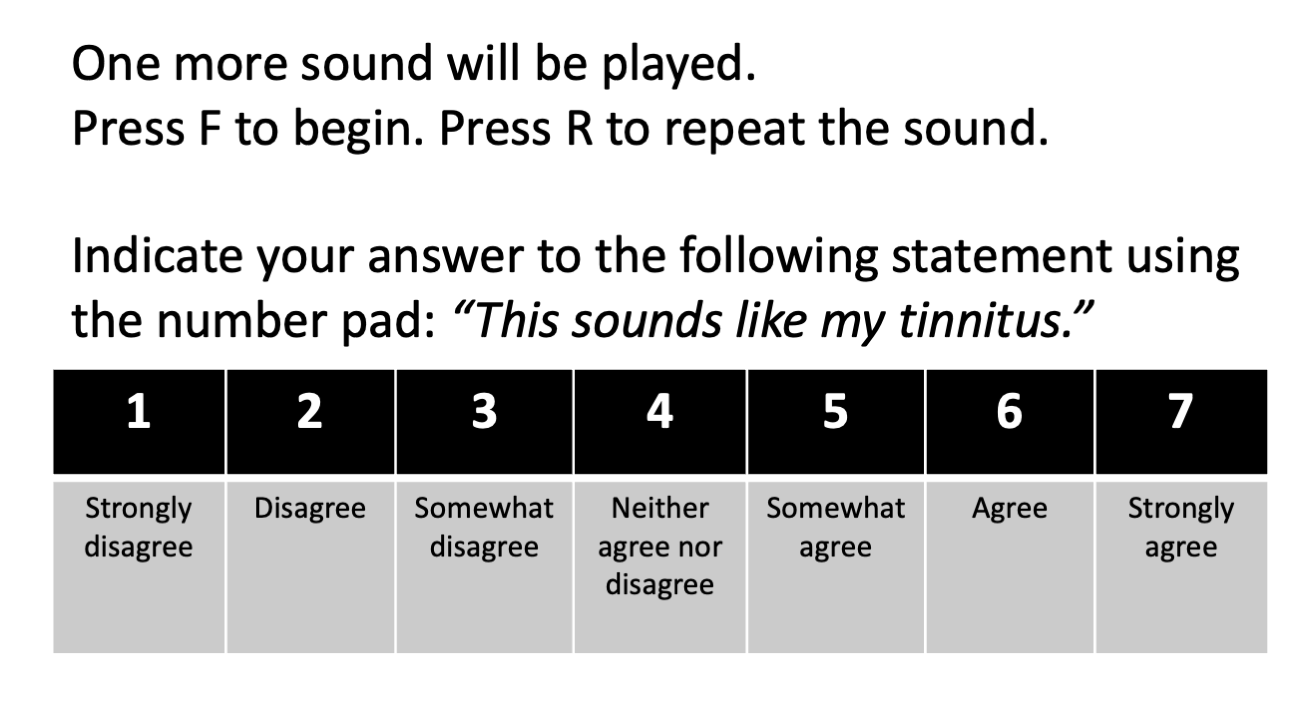 One more sound will be played.
Press F to begin. Press R to repeat the sound.
Indicate your answer to the following statement using
the number pad: “This sounds like my tinnitus.”
1 2 3 4 5 6 7
Strongly disagree
Disagree
Somewhat disagree
Neither agree nor disagree
Somewhat agree
Agree
Strongly agree